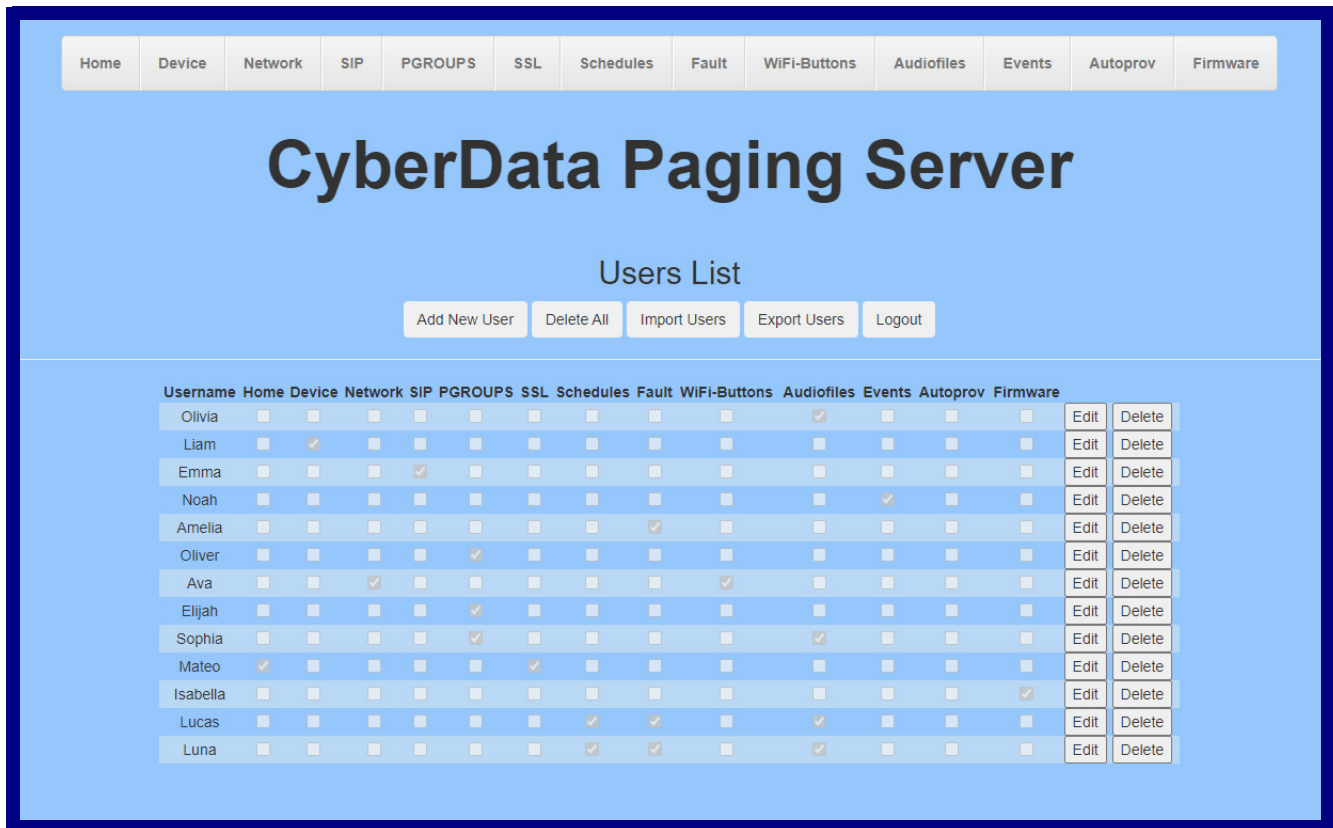 Home Device Network SIP PGROUPS SSL Schedules Fault WiFi-Buttons Audiofiles Events Autoprov Firmware
CyberData Paging Server
Users List
Add New User Delete All Import Users Export Users Logout
Username Home Device Network SIP PGROUPS SSL Schedules Fault WiFi-Buttons Audiofiles Events Autoprov Firmware
Olivia Edit Delete
Liam Edit Delete
Emma Edit Delete
Noah Edit Delete
Amelia Edit Delete
Oliver Edit Delete
Ava Edit Delete
Elijah Edit Delete
Sophia Edit Delete
Mateo Edit Delete
Isabella Edit Delete
Lucas Edit Delete
Luna Edit Delete